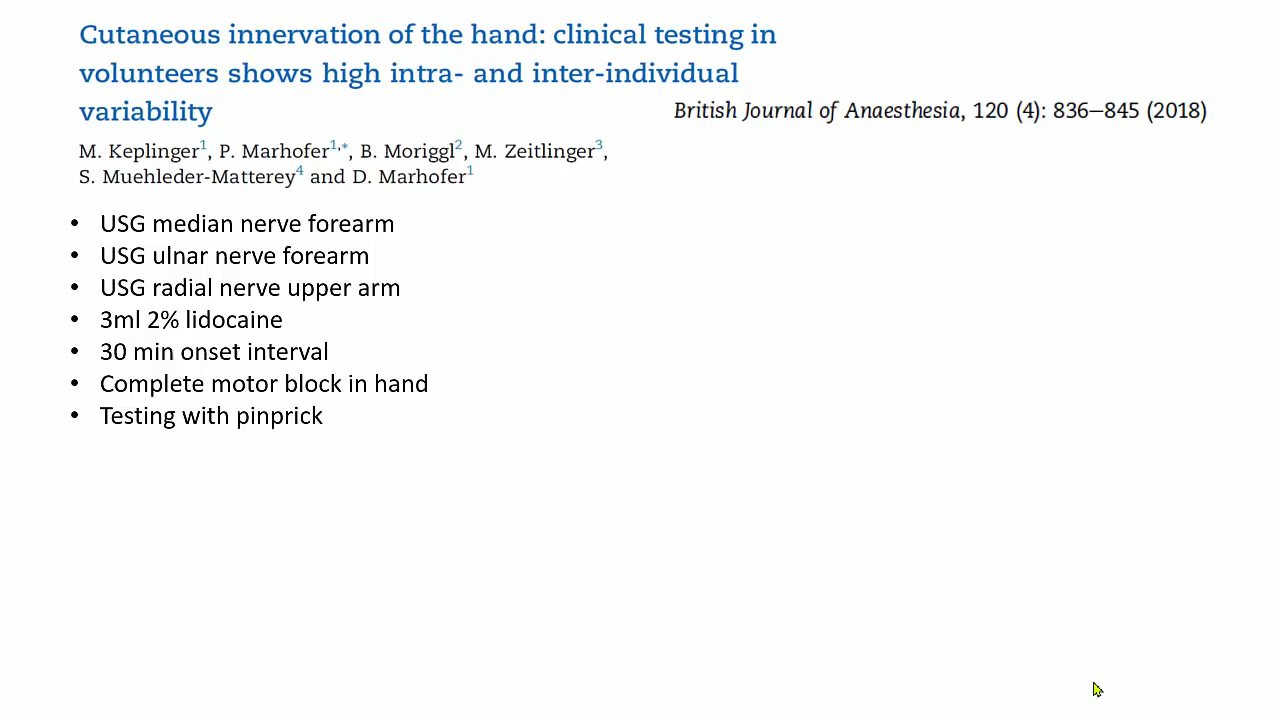 Cutaneous innervation of the hand: clinical testing in
volunteers shows high intra- and inter-individual
variability
British Journal of Anaesthesia, 120 (4): 836–845 (2018)
M. Keplinger1, P. Marhofer1,*, B. Moriggl2, M. Zeitlinger3,
S. Muehleder-Matterey4 and D. Marhofer1
• USG median nerve forearm
• USG ulnar nerve forearm
• USG radial nerve upper arm
• 3ml 2% lidocaine
• 30 min onset interval
• Complete motor block in hand
• Testing with pinprick